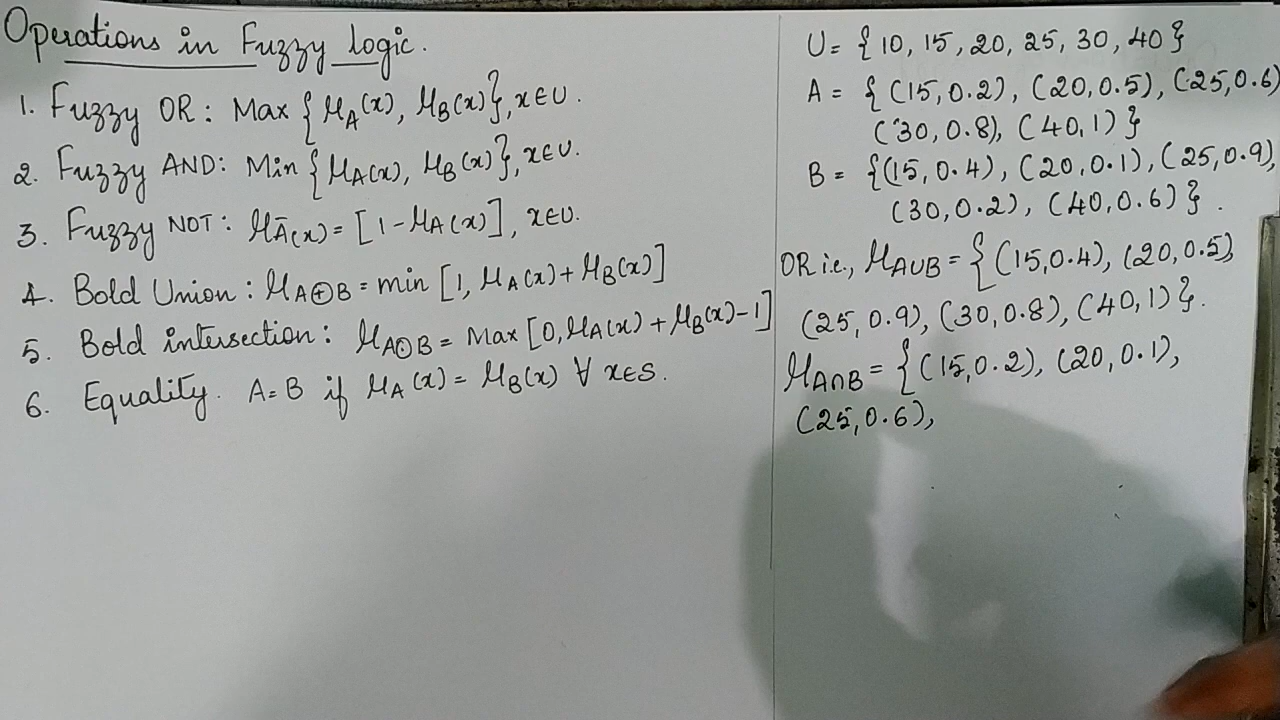 Operations in Fuzzy Logic.
1. Fuzzy OR: Max {μA(x), μB(x)}, x∈U.
2. Fuzzy AND: Min {μA(x), μB(x)}, x∈U.
3. Fuzzy NOT: μĀ(x) = [1-μA(x)], x∈U.
4. Bold Union: μA⊕B = min [1, μA(x) + μB(x)]
5. Bold intersection: μA⊙B = Max [0, μA(x) + μB(x)-1]
6. Equality. A=B if μA(x) = μB(x) ∀ x∈S.
U= {10, 15, 20, 25, 30, 40}
A = {(15,0.2), (20,0.5), (25,0.6)
(30,0.8), (40,1)}
B = {(15,0.4), (20,0.1), (25,0.9),
(30,0.2), (40,0.6)}.
OR i.e., μA∪B = {(15,0.4), (20,0.5),
(25,0.9), (30,0.8), (40,1)}.
μA∩B = {(15,0.2), (20,0.1),
(25,0.6),